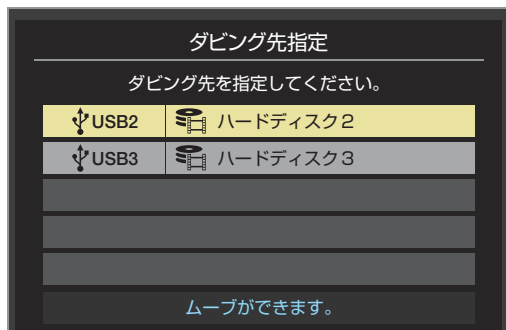 ダビング先指定
ダビング先を指定してください。
USB2 ハードディスク2
USB3 ハードディスク3
ムーブができます。